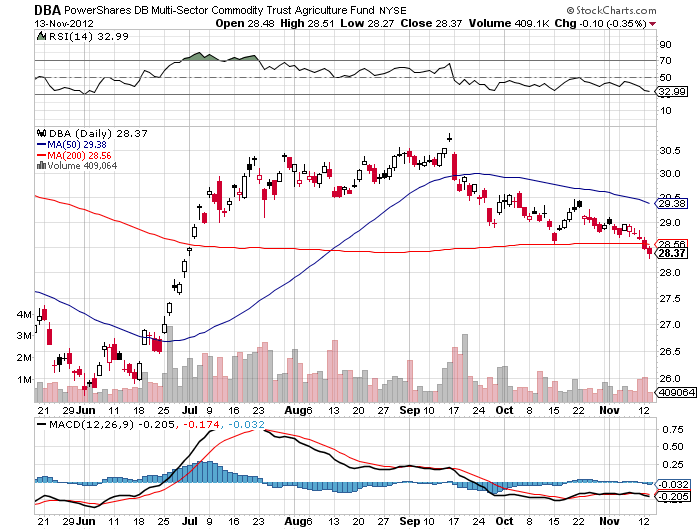 DBA PowerShares DB Multi-Sector Commodity Trust Agriculture Fund NYSE © StockCharts.com
13-Nov-2012 Open 28.48 High 28.51 Low 28.27 Close 28.37 Volume 409.1K Chg -0.10 (-0.35%)
RSI(14) 32.99
90
70
50
32.99
30
10
DBA (Daily) 28.37
MA(50) 29.38
MA(200) 28.56
Volume 409,064
30.5
30.0
29.5
29.38
29.0
28.56
28.37
28.0
27.5
4M 27.0
3M
2M 26.5
1M 26.0
409064
21 29 Jun 11 18 25 Jul 9 16 23 Aug 6 13 20 27 Sep 10 17 24 Oct 8 15 22 Nov 12
MACD(12,26,9) -0.205, -0.174, -0.032
0.75
0.50
0.25
0.00
-0.032
-0.205
21 29 Jun 11 18 25 Jul 9 16 23 Aug 6 13 20 27 Sep 10 17 24 Oct 8 15 22 Nov 12